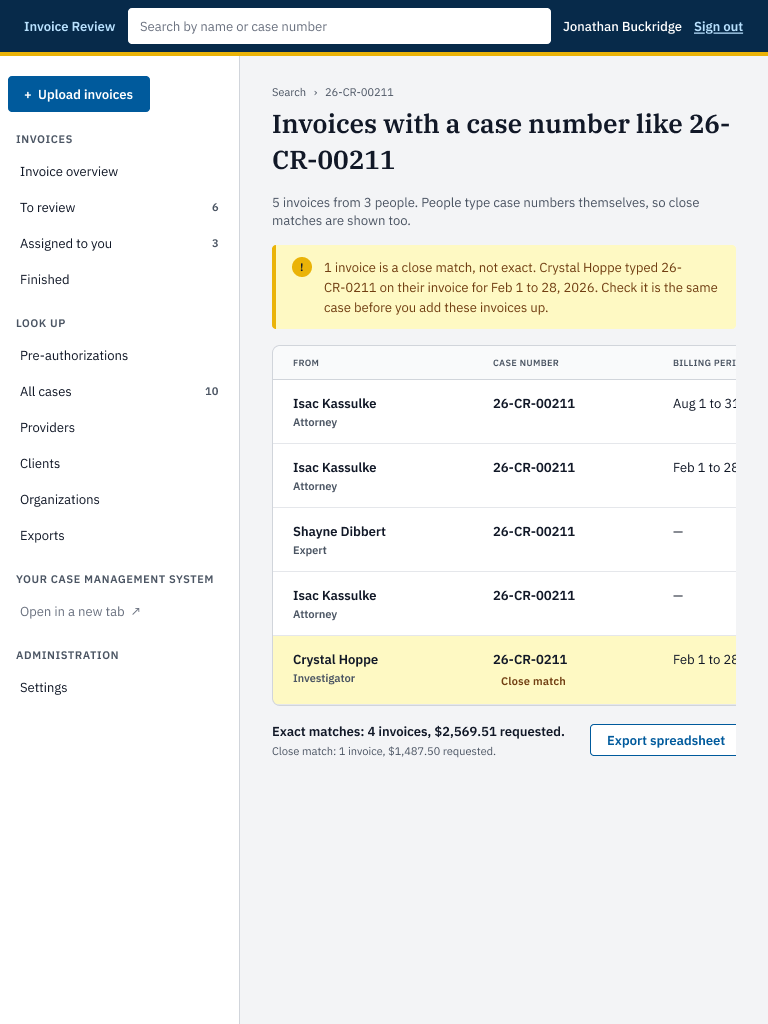 Invoice Review
Search by name or case number
Jonathan Buckridge
Sign out
+ Upload invoices
INVOICES
Invoice overview
To review 6
Assigned to you 3
Finished
LOOK UP
Pre-authorizations
All cases 10
Providers
Clients
Organizations
Exports
YOUR CASE MANAGEMENT SYSTEM
Open in a new tab ↗
ADMINISTRATION
Settings
Search › 26-CR-00211
Invoices with a case number like 26-
CR-00211
5 invoices from 3 people. People type case numbers themselves, so close
matches are shown too.
! 1 invoice is a close match, not exact. Crystal Hoppe typed 26-
CR-0211 on their invoice for Feb 1 to 28, 2026. Check it is the same
case before you add these invoices up.
FROM CASE NUMBER BILLING PERI
Isac Kassulke 26-CR-00211 Aug 1 to 31
Attorney
Isac Kassulke 26-CR-00211 Feb 1 to 28
Attorney
Shayne Dibbert 26-CR-00211 —
Expert
Isac Kassulke 26-CR-00211 —
Attorney
Crystal Hoppe 26-CR-0211 Feb 1 to 28
Investigator Close match
Exact matches: 4 invoices, $2,569.51 requested.
Close match: 1 invoice, $1,487.50 requested.
Export spreadsheet